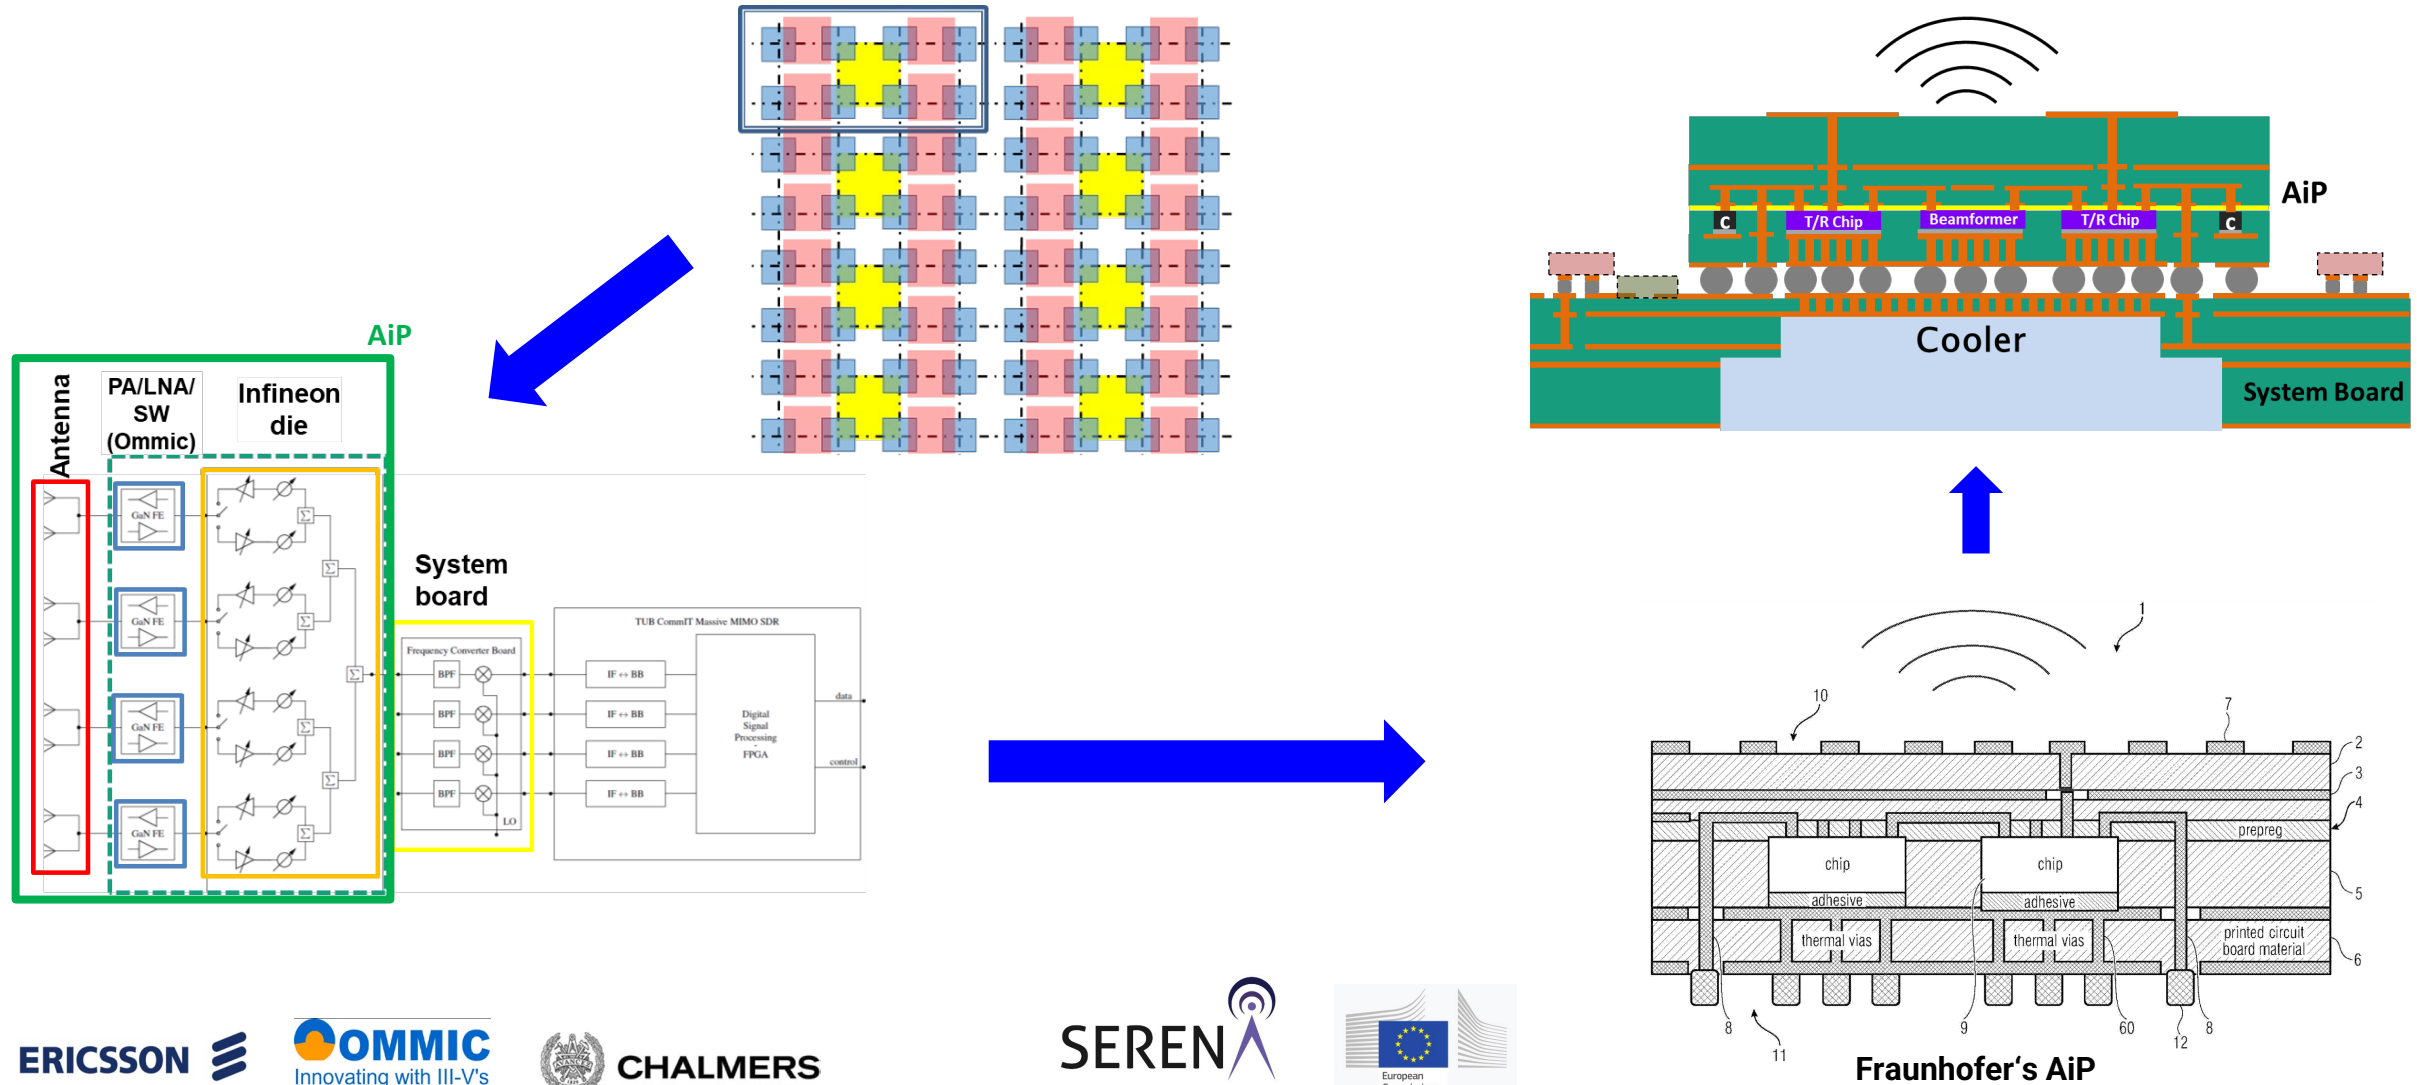 AiP
C
T/R Chip
Beamformer
T/R Chip
C
Cooler
System Board
AiP
Antenna
PA/LNA/
SW
(Ommic)
Infineon
die
GaN FE
Σ
Σ
GaN FE
Σ
Σ
GaN FE
Σ
Σ
GaN FE
Σ
System
board
Frequency Converter Board
BPF
BPF
BPF
BPF
LO
TUB CommIT Massive MIMO SDR
IF ↔ BB
IF ↔ BB
IF ↔ BB
IF ↔ BB
Digital
Signal
Processing
-
FPGA
data
control
1
10
7
2
3
4
prepreg
chip
chip
5
adhesive
adhesive
thermal vias
thermal vias
printed circuit
board material
6
8
9
60
8
12
11
Fraunhofer‘s AiP
ERICSSON
OMMIC
Innovating with III-V's
CHALMERS
SERENA
European